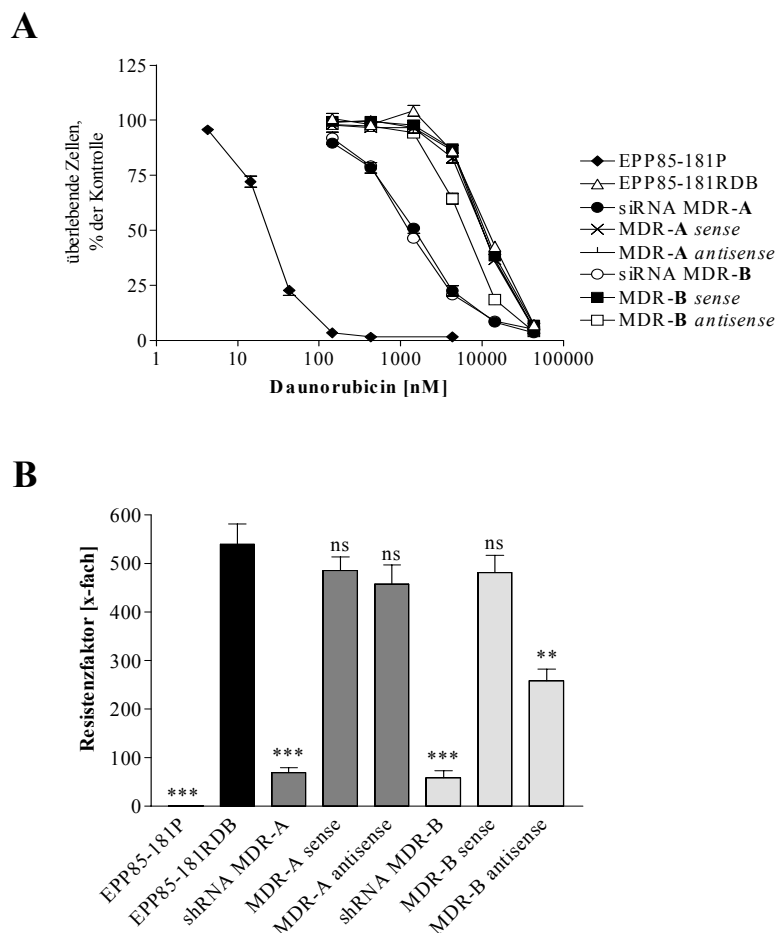 A
125
100
75
50
25
0
überlebende Zellen,
% der Kontrolle
1 10 100 1000 10000 100000
Daunorubicin [nM]
EPP85-181P
EPP85-181RDB
siRNA MDR-A
MDR-A sense
MDR-A antisense
siRNA MDR-B
MDR-B sense
MDR-B antisense
B
600
500
400
300
200
100
0
Resistenzfaktor [x-fach]
*** *** ns ns *** ns **
EPP85-181P
EPP85-181RDB
shRNA MDR-A
MDR-A sense
MDR-A antisense
shRNA MDR-B
MDR-B sense
MDR-B antisense